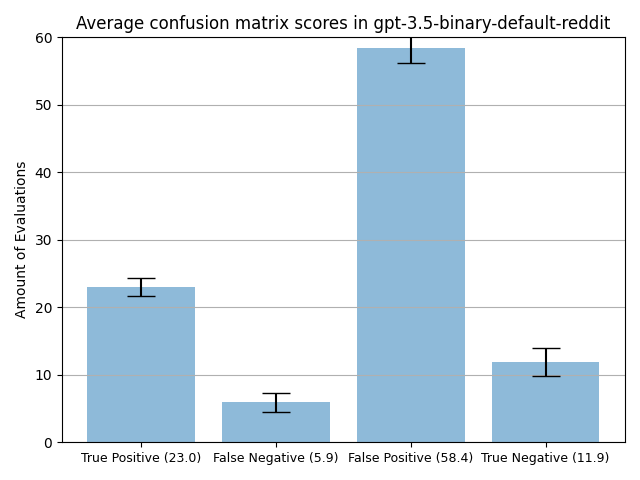 Average confusion matrix scores in gpt-3.5-binary-default-reddit
Amount of Evaluations
60
50
40
30
20
10
0
True Positive (23.0) False Negative (5.9) False Positive (58.4) True Negative (11.9)